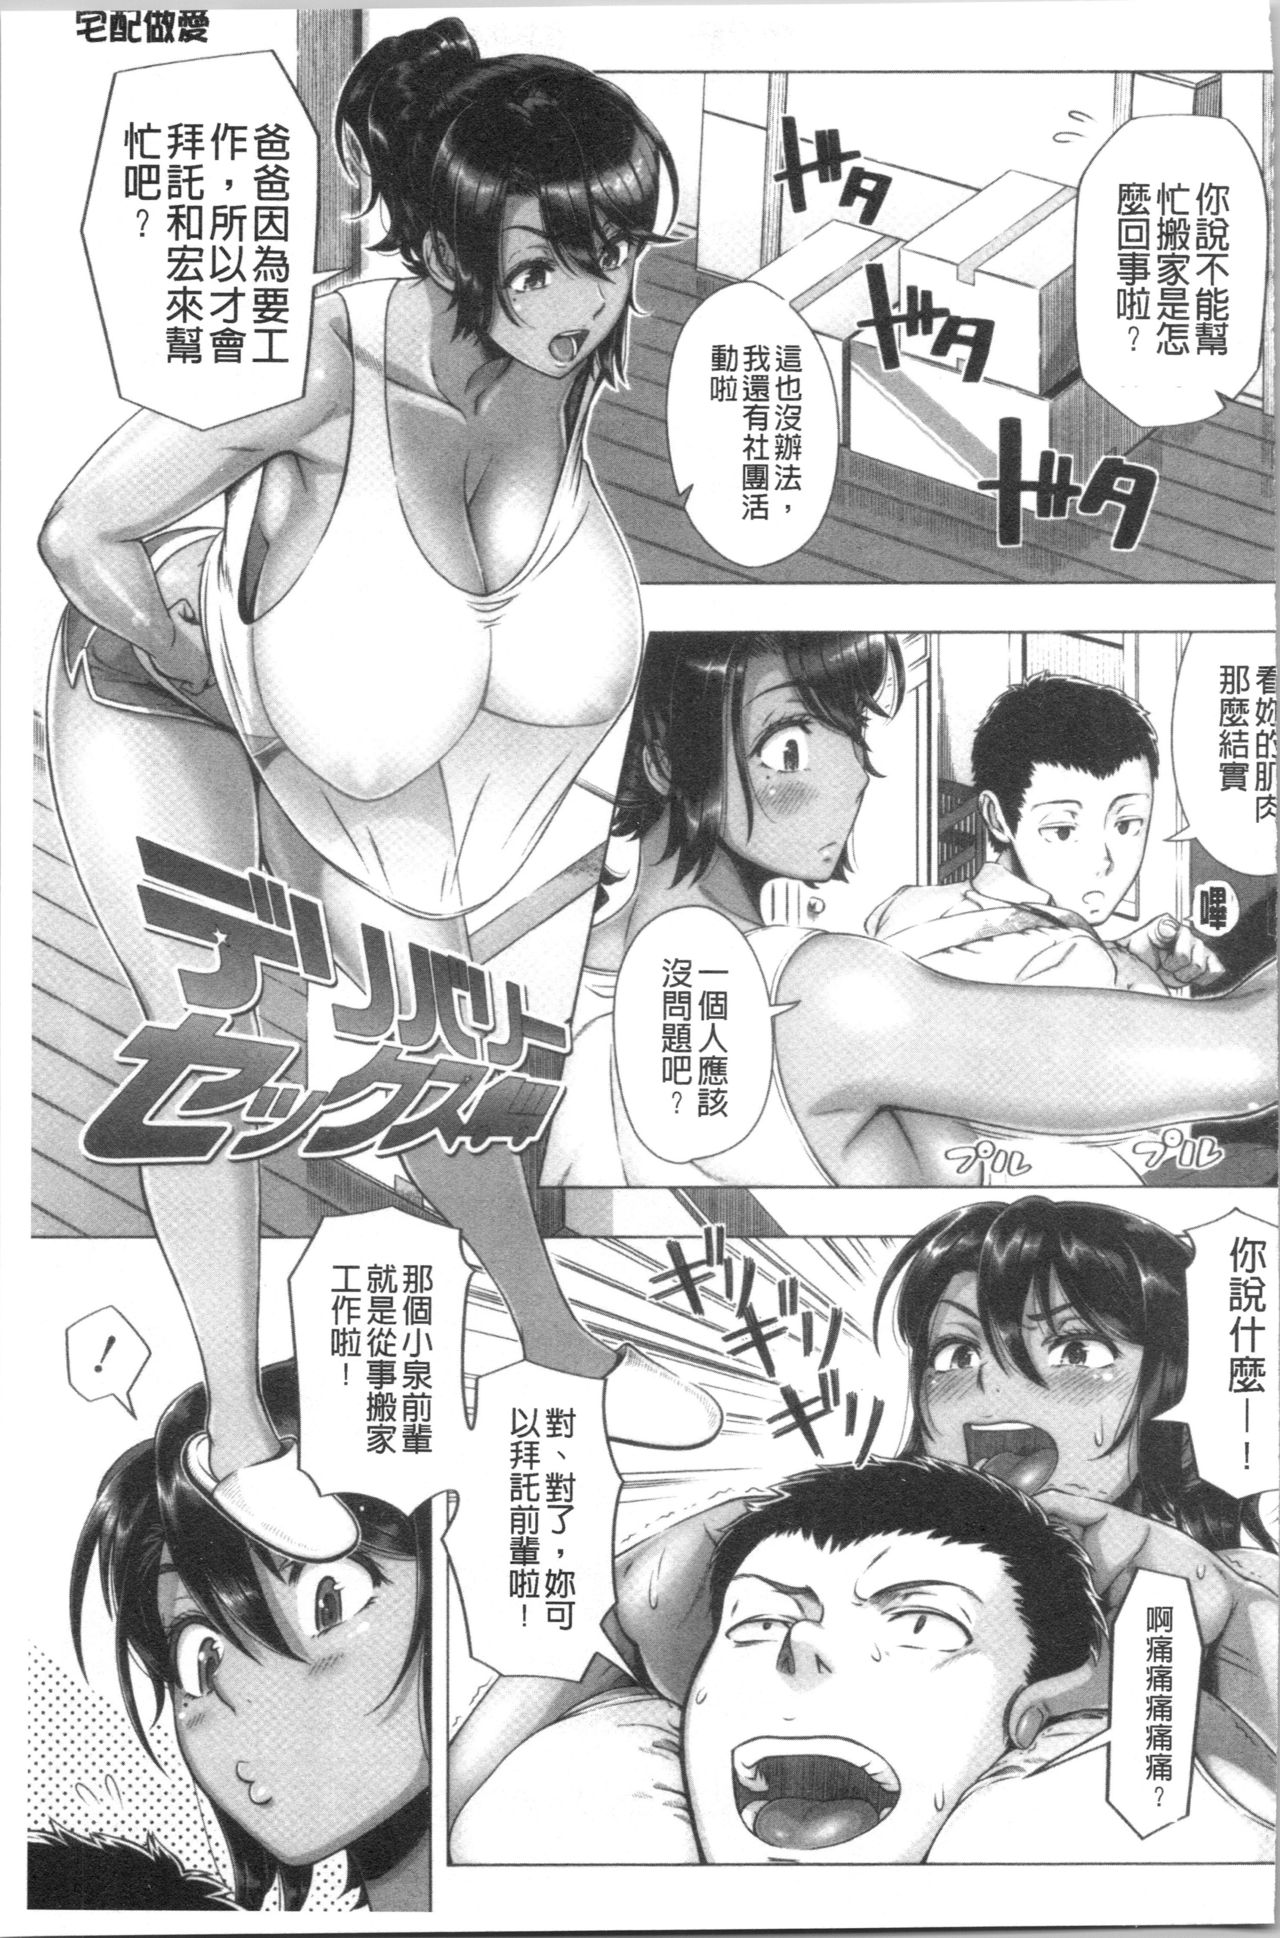 宅配做愛
你說不能幫
忙搬家是怎
麼回事啦？
ドタ
ドタ
ドタ
這也沒辦法，
我還有社團活
動啦
爸爸因為要工
作，所以才會
拜託和宏來幫
忙吧？
デリバリー
セックス
看妳的肌肉
那麼結實
嗶
一個人應該
沒問題吧？
プルル
プルル
你說什麼—！
ギギギギ
啊痛痛痛痛痛？
對、對了，妳可
以拜託前輩啦！
那個小泉前輩
就是從事搬家
工作啦！
！